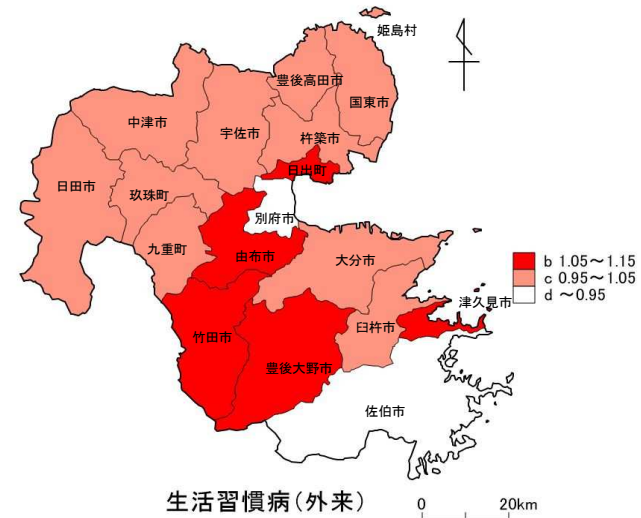 姫島村
豊後高田市
国東市
中津市
宇佐市
杵築市
日出町
日田市
玖珠町
別府市
九重町
由布市
大分市
b 1.05～1.15
c 0.95～1.05
d ～0.95
津久見市
臼杵市
竹田市
豊後大野市
佐伯市
生活習慣病(外来)
0 20km